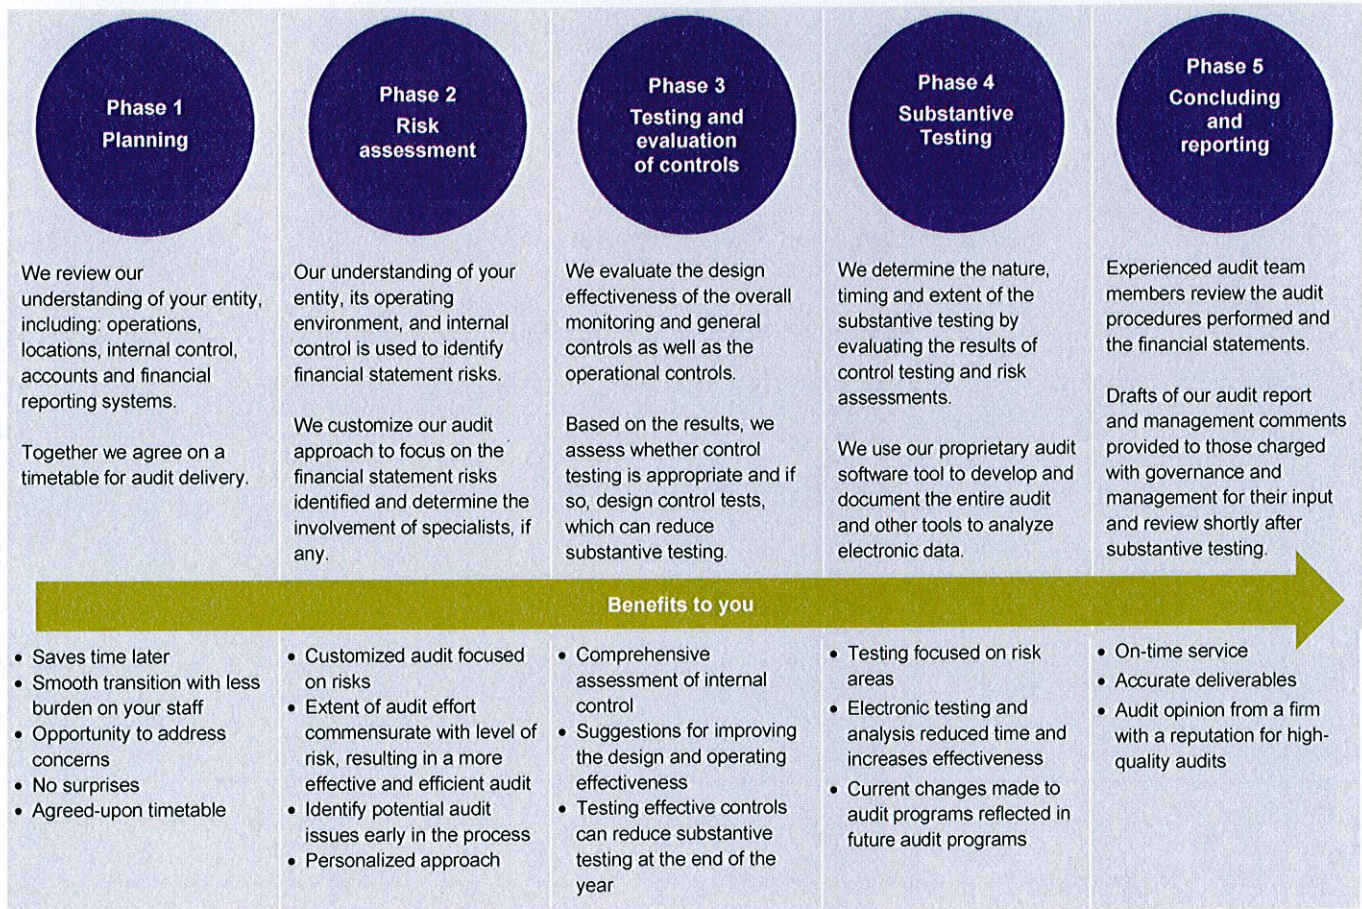 Phase 1
Planning
Phase 2
Risk
assessment
Phase 3
Testing and
evaluation
of controls
Phase 4
Substantive
Testing
Phase 5
Concluding
and
reporting
We review our
understanding of your entity,
including: operations,
locations, internal control,
accounts and financial
reporting systems.
Together we agree on a
timetable for audit delivery.
Our understanding of your
entity, its operating
environment, and internal
control is used to identify
financial statement risks.
We customize our audit
approach to focus on the
financial statement risks
identified and determine the
involvement of specialists, if
any.
We evaluate the design
effectiveness of the overall
monitoring and general
controls as well as the
operational controls.
Based on the results, we
assess whether control
testing is appropriate and if
so, design control tests,
which can reduce
substantive testing.
We determine the nature,
timing and extent of the
substantive testing by
evaluating the results of
control testing and risk
assessments.
We use our proprietary audit
software tool to develop and
document the entire audit
and other tools to analyze
electronic data.
Experienced audit team
members review the audit
procedures performed and
the financial statements.
Drafts of our audit report
and management comments
provided to those charged
with governance and
management for their input
and review shortly after
substantive testing.
Benefits to you
• Saves time later
• Smooth transition with less
burden on your staff
• Opportunity to address
concerns
• No surprises
• Agreed-upon timetable
• Customized audit focused
on risks
• Extent of audit effort
commensurate with level of
risk, resulting in a more
effective and efficient audit
• Identify potential audit
issues early in the process
• Personalized approach
• Comprehensive
assessment of internal
control
• Suggestions for improving
the design and operating
effectiveness
• Testing effective controls
can reduce substantive
testing at the end of the
year
• Testing focused on risk
areas
• Electronic testing and
analysis reduced time and
increases effectiveness
• Current changes made to
audit programs reflected in
future audit programs
• On-time service
• Accurate deliverables
• Audit opinion from a firm
with a reputation for high-
quality audits